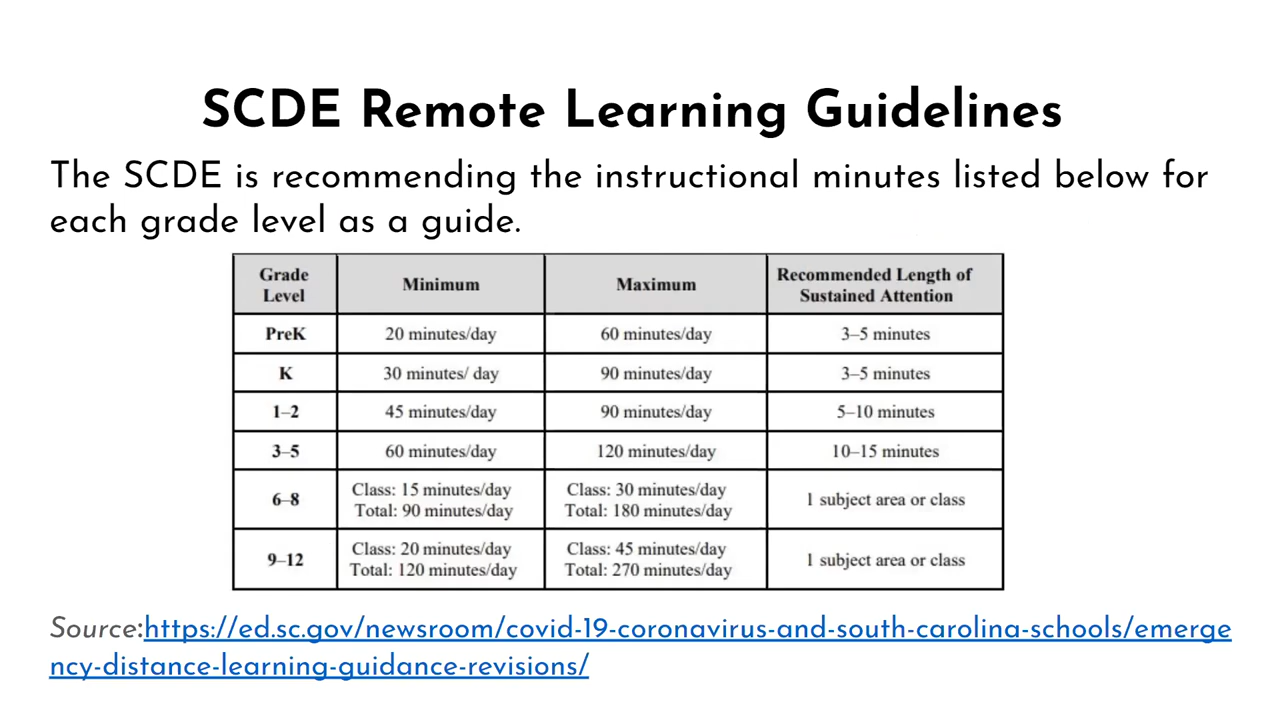 SCDE Remote Learning Guidelines
The SCDE is recommending the instructional minutes listed below for
each grade level as a guide.
Grade Level Minimum Maximum Recommended Length of Sustained Attention
PreK 20 minutes/day 60 minutes/day 3–5 minutes
K 30 minutes/ day 90 minutes/day 3–5 minutes
1–2 45 minutes/day 90 minutes/day 5–10 minutes
3–5 60 minutes/day 120 minutes/day 10–15 minutes
6–8 Class: 15 minutes/day Total: 90 minutes/day Class: 30 minutes/day Total: 180 minutes/day 1 subject area or class
9–12 Class: 20 minutes/day Total: 120 minutes/day Class: 45 minutes/day Total: 270 minutes/day 1 subject area or class
Source:https://ed.sc.gov/newsroom/covid-19-coronavirus-and-south-carolina-schools/emerge
ncy-distance-learning-guidance-revisions/